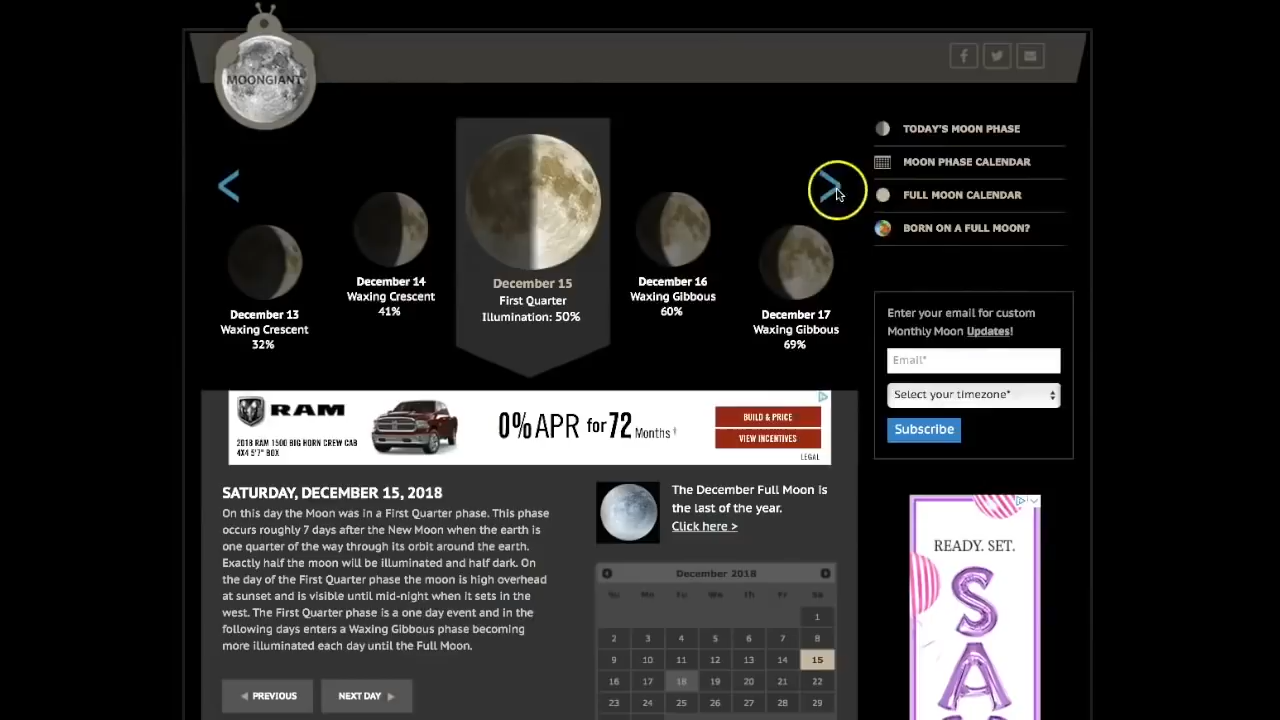 MOONGIANT
TODAY'S MOON PHASE
MOON PHASE CALENDAR
FULL MOON CALENDAR
BORN ON A FULL MOON?
December 13
Waxing Crescent
32%
December 14
Waxing Crescent
41%
December 15
First Quarter
Illumination: 50%
December 16
Waxing Gibbous
60%
December 17
Waxing Gibbous
69%
Enter your email for custom
Monthly Moon Updates!
Email*
Select your timezone*
Subscribe
RAM
2018 RAM 1500 BIG HORN CREW CAB
4X4 5'7" BOX
0% APR for 72 Months†
BUILD & PRICE
VIEW INCENTIVES
LEGAL
SATURDAY, DECEMBER 15, 2018
On this day the Moon was in a First Quarter phase. This phase
occurs roughly 7 days after the New Moon when the earth is
one quarter of the way through its orbit around the earth.
Exactly half the moon will be illuminated and half dark. On
the day of the First Quarter phase the moon is high overhead
at sunset and is visible until mid-night when it sets in the
west. The First Quarter phase is a one day event and in the
following days enters a Waxing Gibbous phase becoming
more illuminated each day until the Full Moon.
PREVIOUS
NEXT DAY
The December Full Moon is
the last of the year.
Click here >
December 2018
Su Mo Tu We Th Fr Sa
1
2 3 4 5 6 7 8
9 10 11 12 13 14 15
16 17 18 19 20 21 22
23 24 25 26 27 28 29
READY. SET.
S
A